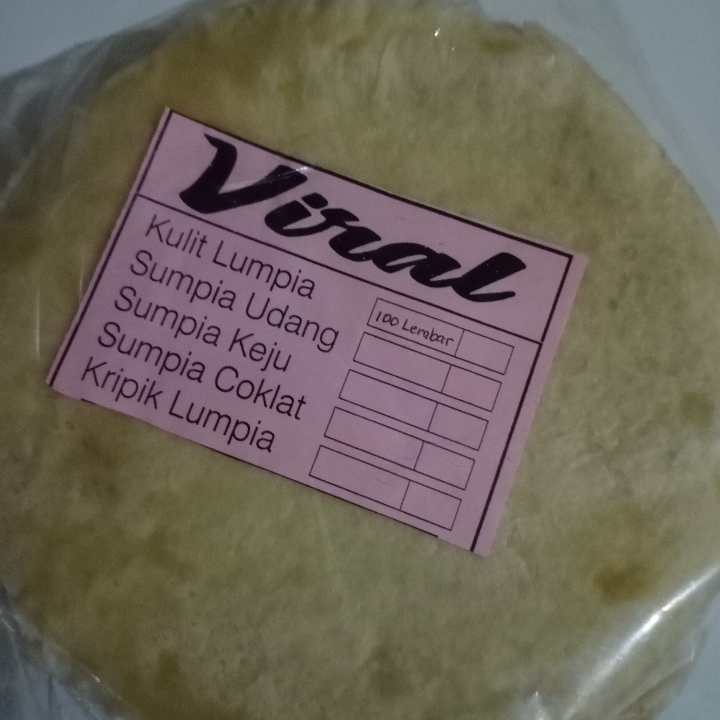 Viral
Kulit Lumpia 100 Lembar
Sumpia Udang
Sumpia Keju
Sumpia Coklat
Kripik Lumpia